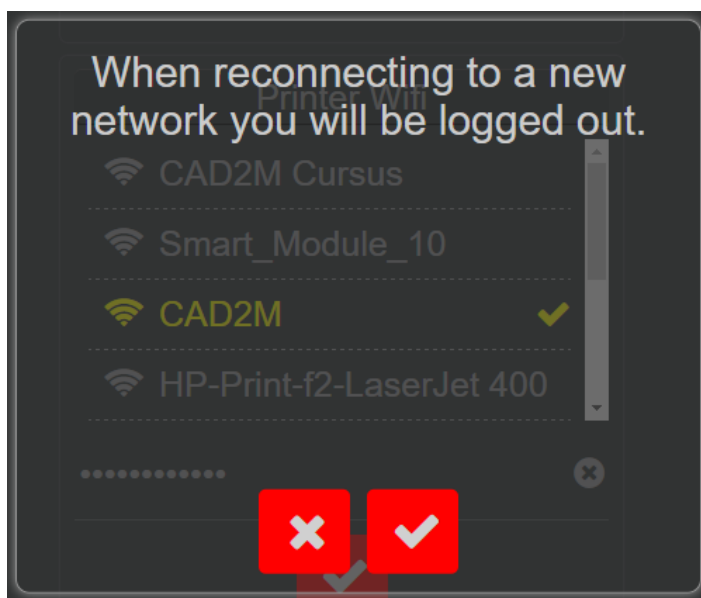 When reconnecting to a new
network you will be logged out.
Printer Wifi
CAD2M Cursus
Smart_Module_10
CAD2M
HP-Print-f2-LaserJet 400
••••••••••••